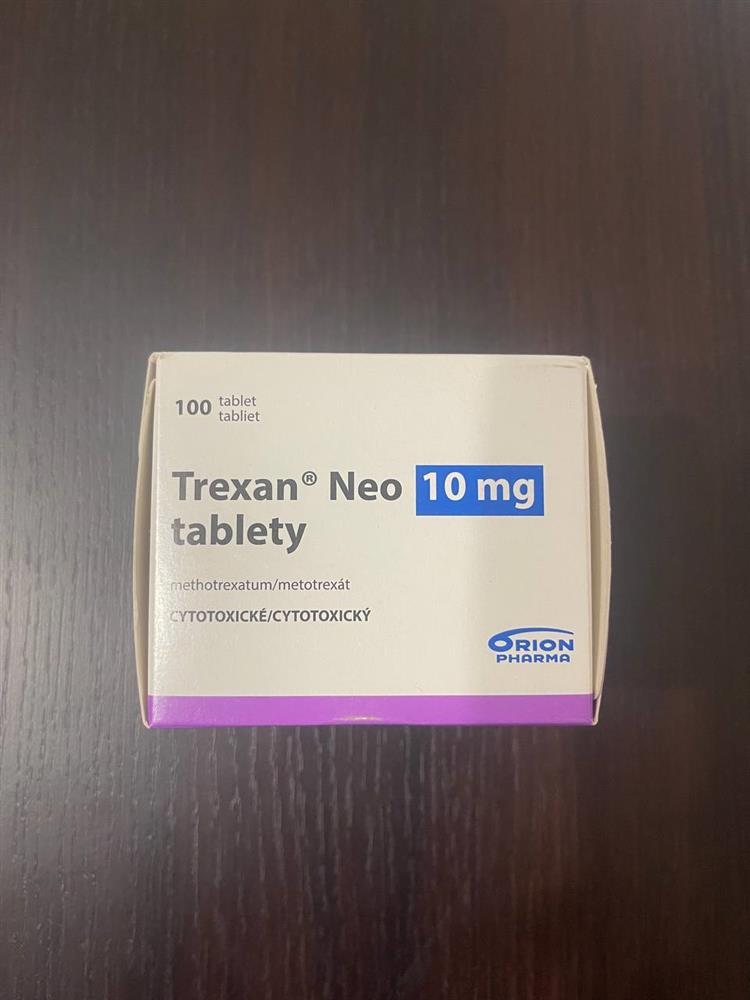 100 tablet
tabliet
Trexan® Neo 10 mg
tablety
methotrexatum/metotrexát
CYTOTOXICKÉ/CYTOTOXICKÝ
ORION
PHARMA